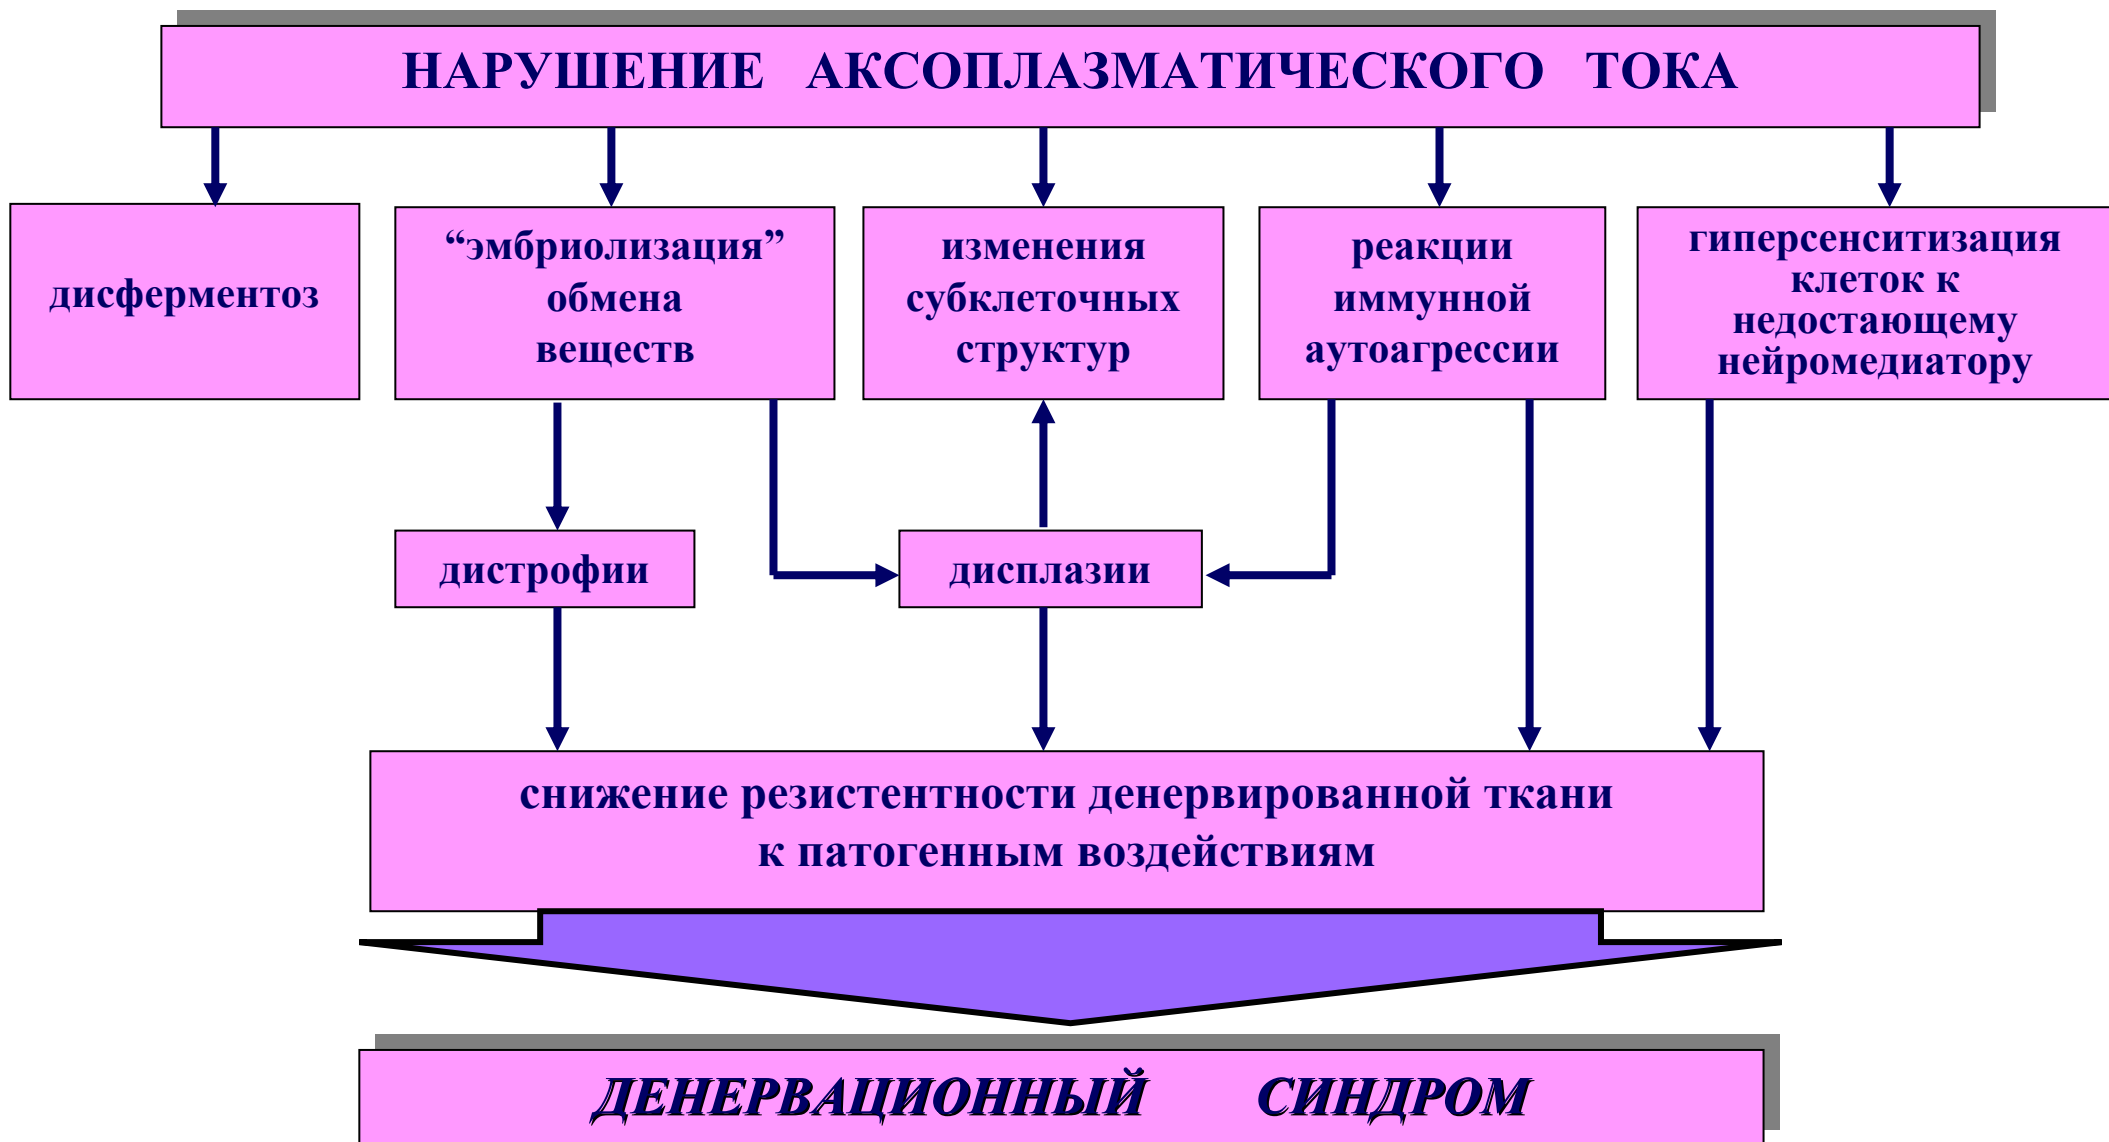 НАРУШЕНИЕ АКСОПЛАЗМАТИЧЕСКОГО ТОКА
дисферментоз
“эмбриолизация”
обмена
веществ
изменения
субклеточных
структур
реакции
иммунной
аутоагрессии
гиперсенситизация
клеток к
недостающему
нейромедиатору
дистрофии
дисплазии
снижение резистентности денервированной ткани
к патогенным воздействиям
ДЕНЕРВАЦИОННЫЙ СИНДРОМ